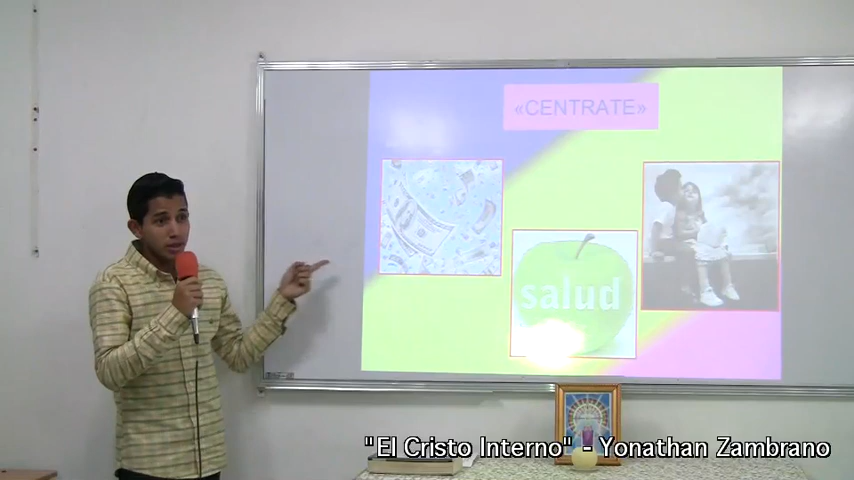 «CENTRATE»
salud
"El Cristo Interno" - Yonathan Zambrano